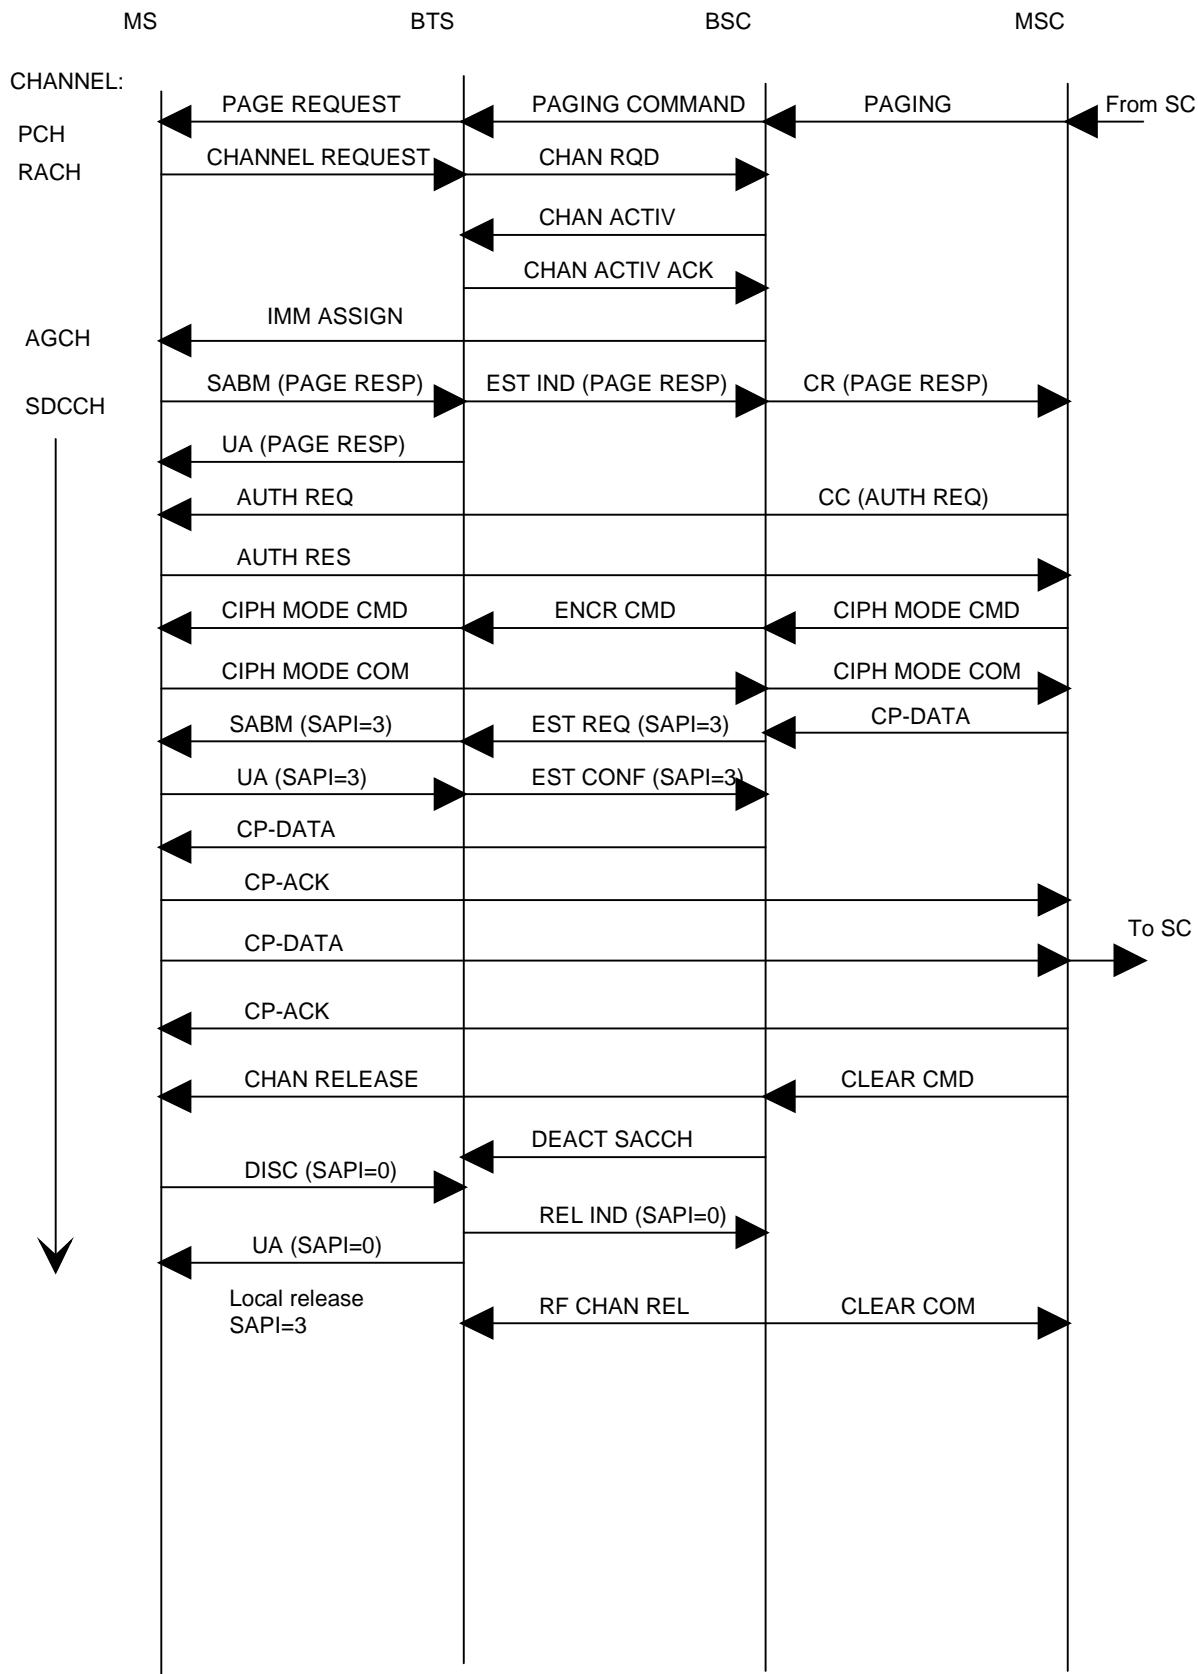 MS BTS BSC MSC
CHANNEL:
PAGE REQUEST PAGING COMMAND PAGING From SC
PCH
CHANNEL REQUEST CHAN RQD
RACH
CHAN ACTIV
CHAN ACTIV ACK
IMM ASSIGN
AGCH
SABM (PAGE RESP) EST IND (PAGE RESP) CR (PAGE RESP)
SDCCH
UA (PAGE RESP)
AUTH REQ CC (AUTH REQ)
AUTH RES
CIPH MODE CMD ENCR CMD CIPH MODE CMD
CIPH MODE COM CIPH MODE COM
CP-DATA
SABM (SAPI=3) EST REQ (SAPI=3)
UA (SAPI=3) EST CONF (SAPI=3)
CP-DATA
CP-ACK
To SC
CP-DATA
CP-ACK
CHAN RELEASE CLEAR CMD
DEACT SACCH
DISC (SAPI=0)
REL IND (SAPI=0)
UA (SAPI=0)
Local release
SAPI=3
RF CHAN REL CLEAR COM